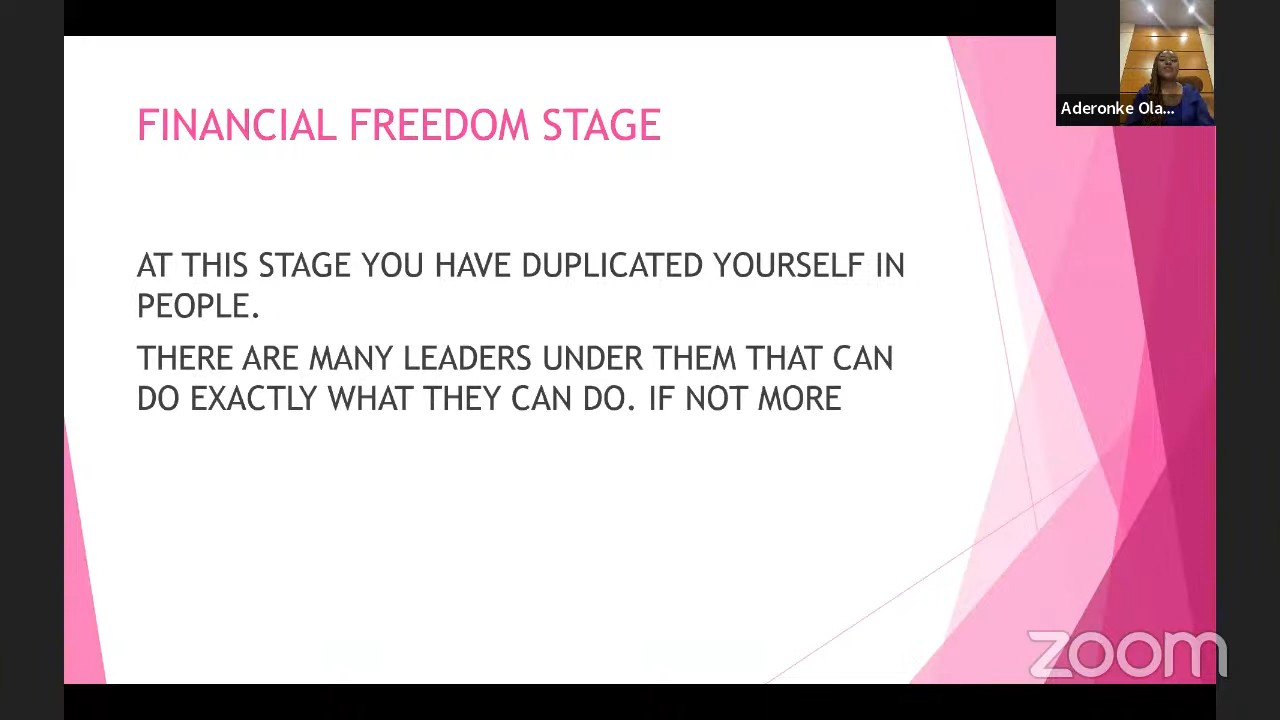 FINANCIAL FREEDOM STAGE
Aderonke Ola...
AT THIS STAGE YOU HAVE DUPLICATED YOURSELF IN
PEOPLE.
THERE ARE MANY LEADERS UNDER THEM THAT CAN
DO EXACTLY WHAT THEY CAN DO. IF NOT MORE
zoom